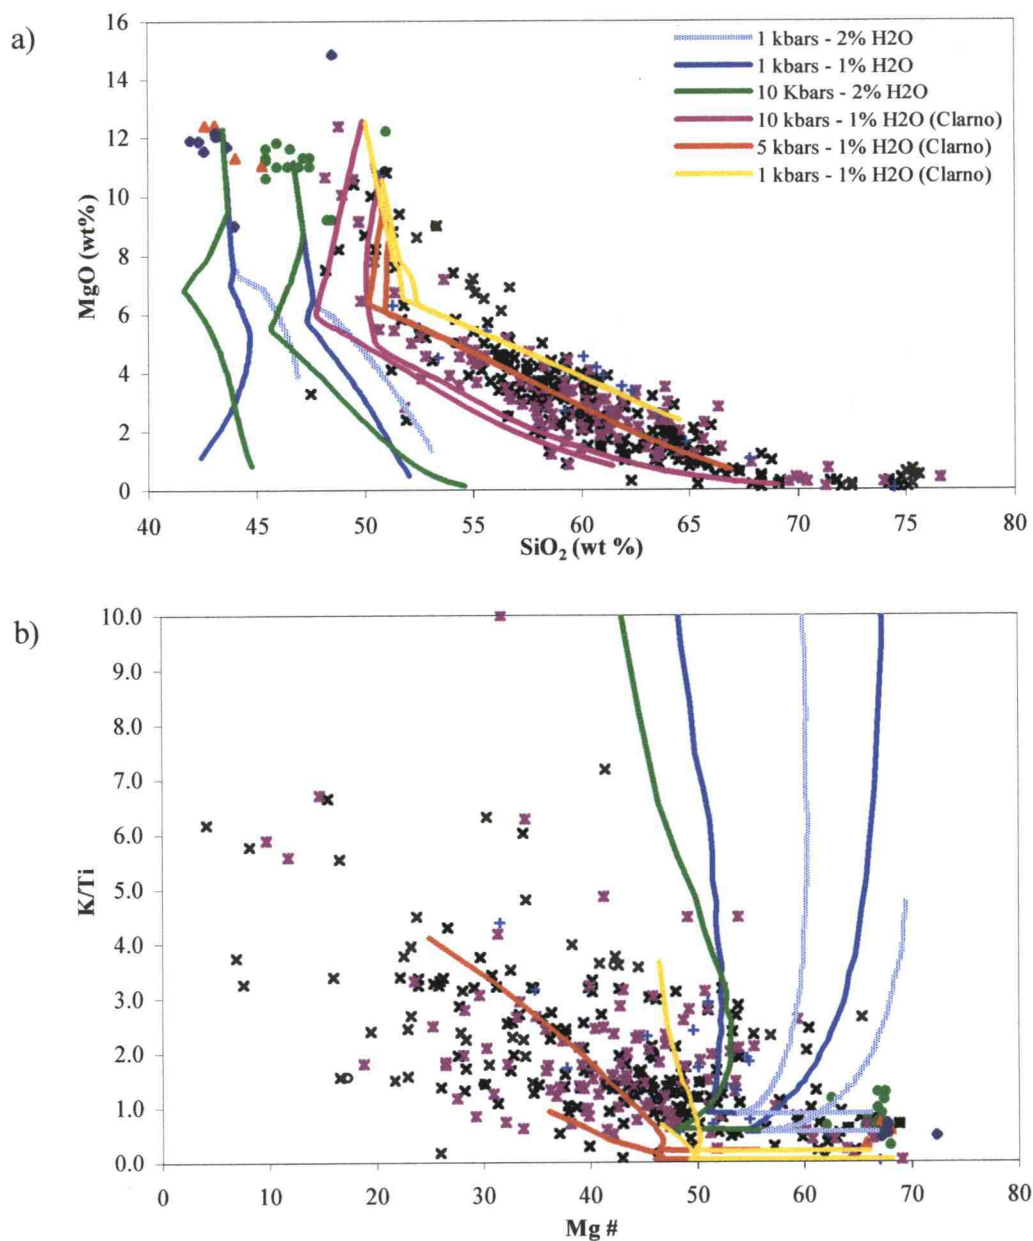 a)
16
14
12
10
8
6
4
2
0
MgO (wt%)
1 kbars - 2% H2O
1 kbars - 1% H2O
10 Kbars - 2% H2O
10 kbars - 1% H2O (Clarno)
5 kbars - 1% H2O (Clarno)
1 kbars - 1% H2O (Clarno)
40 45 50 55 60 65 70 75 80
SiO2 (wt %)
b)
10.0
9.0
8.0
7.0
6.0
5.0
4.0
3.0
2.0
1.0
0.0
K/Ti
0 10 20 30 40 50 60 70 80
Mg #